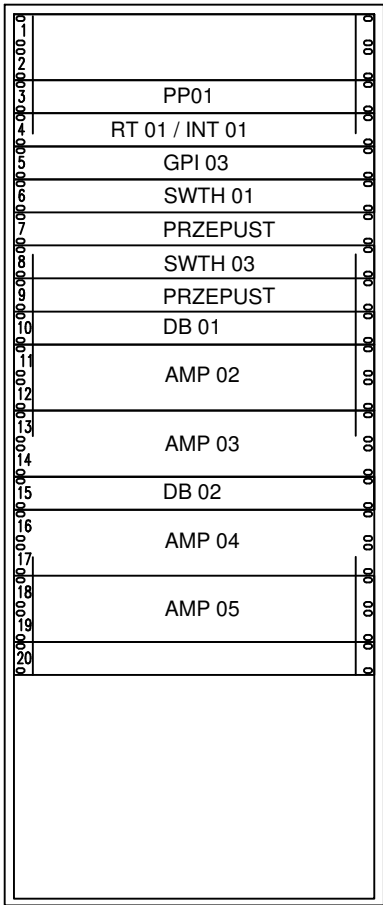 1
2
3 PP01
4 RT 01 / INT 01
5 GPI 03
6 SWTH 01
7 PRZEPUST
8 SWTH 03
9 PRZEPUST
10 DB 01
11
AMP 02
12
13
AMP 03
14
15 DB 02
16
AMP 04
17
18
AMP 05
19
20